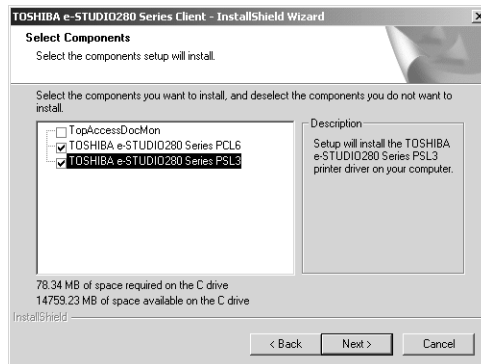 TOSHIBA e-STUDIO280 Series Client - InstallShield Wizard
Select Components
Select the components setup will install.
Select the components you want to install, and deselect the components you do not want to
install.
TopAccessDocMon
TOSHIBA e-STUDIO280 Series PCL6
TOSHIBA e-STUDIO280 Series PSL3
Description
Setup will install the TOSHIBA
e-STUDIO280 Series PSL3
printer driver on your computer.
78.34 MB of space required on the C drive
14759.23 MB of space available on the C drive
InstallShield
< Back
Next >
Cancel